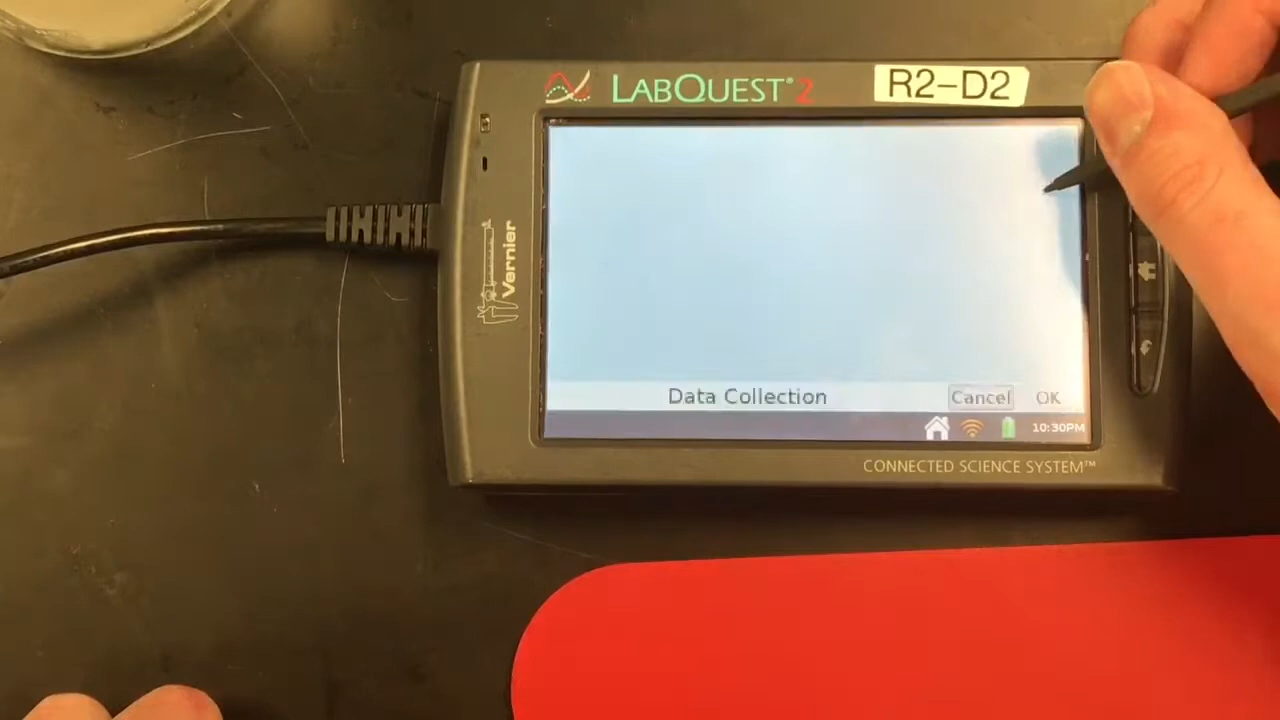 LABQUEST® 2
R2-D2
Vernier
Data Collection
Cancel
OK
10:30PM
CONNECTED SCIENCE SYSTEM™